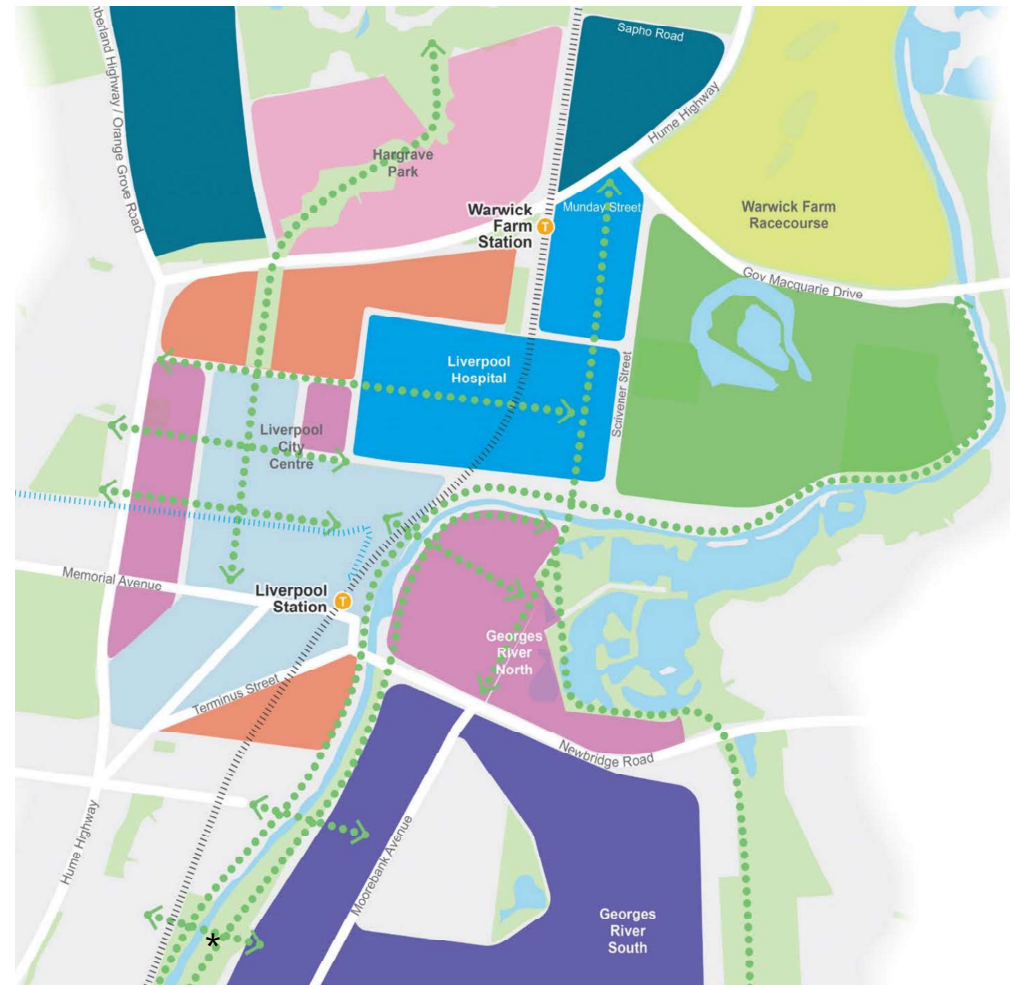 Sapho Road
mberland Highway / Orange Grove Road
Hume Highway
Hargrave
Park
Warwick
Farm
Station
T
Munday Street
Warwick Farm
Racecourse
Gov Macquarie Drive
Liverpool
Hospital
Scrivener Street
Liverpool
City
Centre
Memorial Avenue
Liverpool
Station
T
Georges
River
North
Terminus Street
Newbridge Road
Hume Highway
Moorebank Avenue
Georges
River
South
*